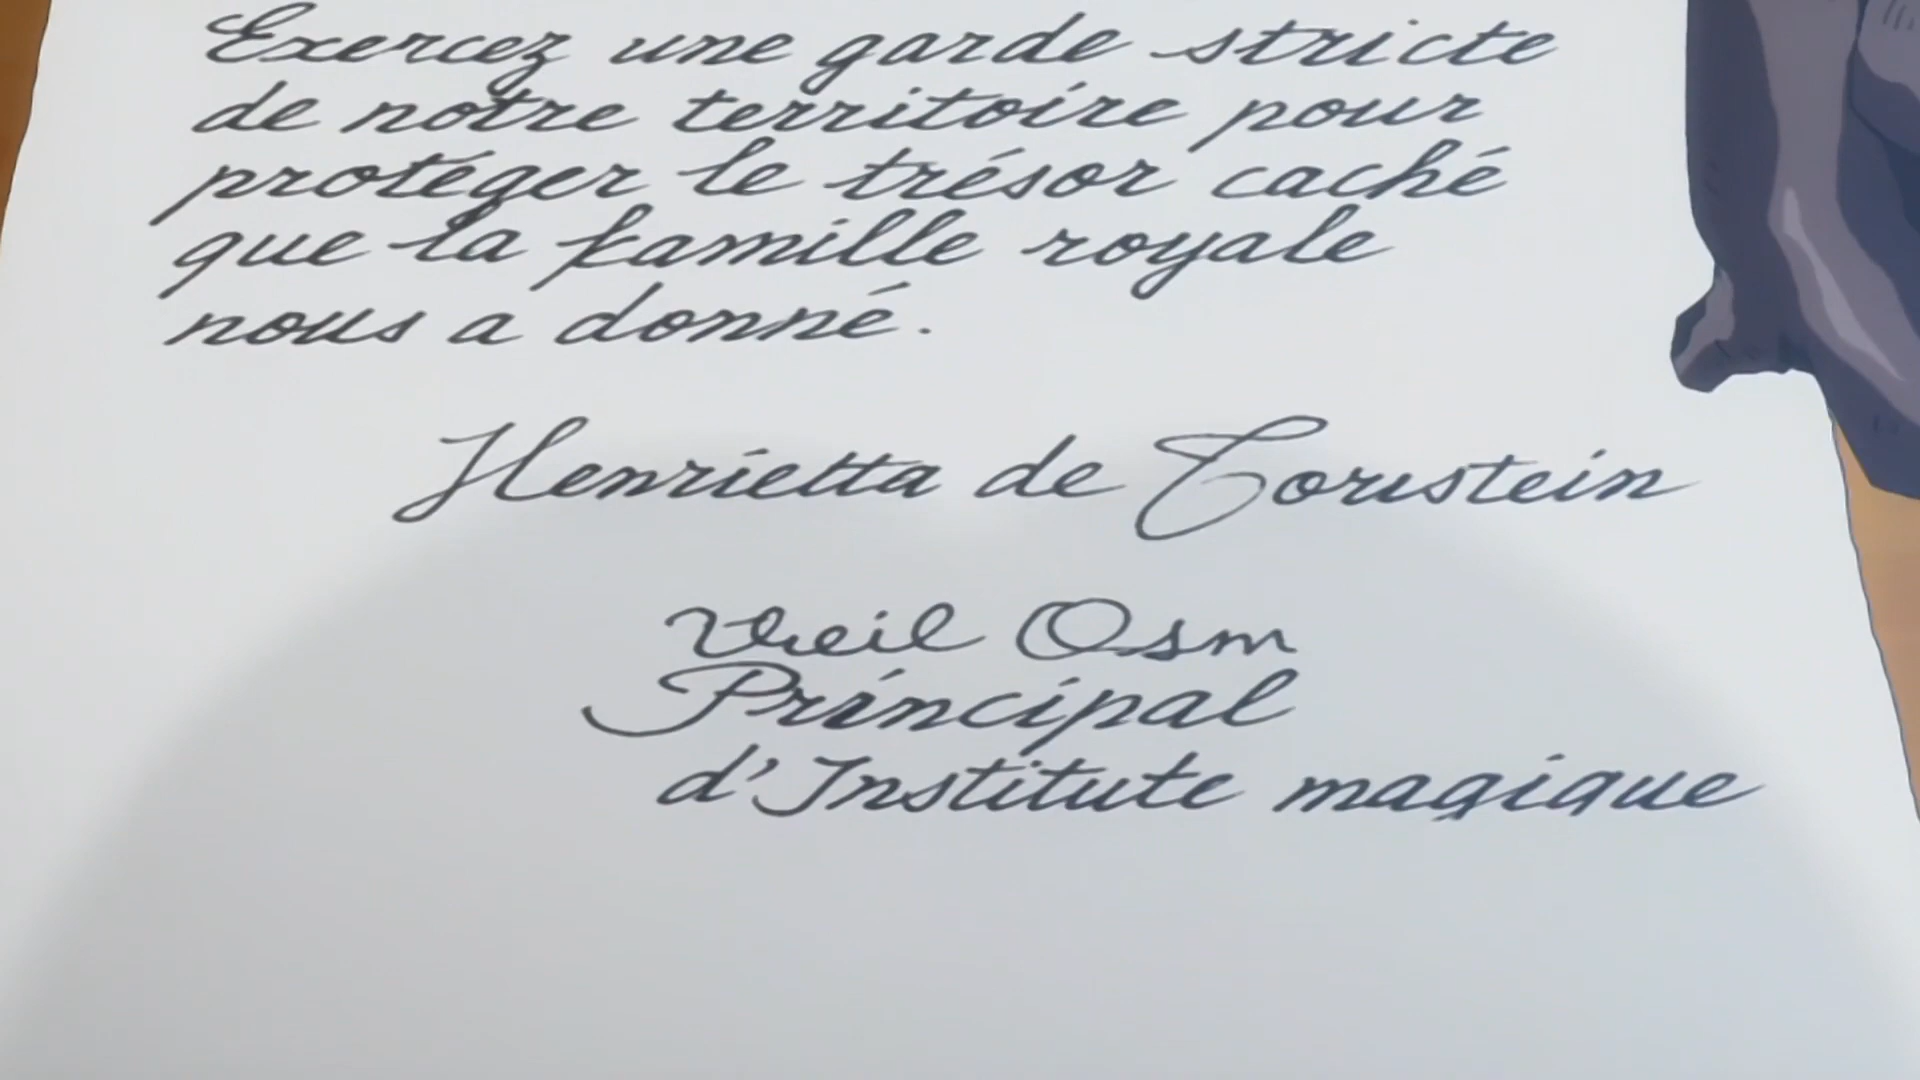 Exercez une garde stricte
de notre territoire pour
protéger le trésor caché
que la famille royale
nous a donné.
Henrietta de Toristein
Vieil Osm
Principal
d'Institute magique